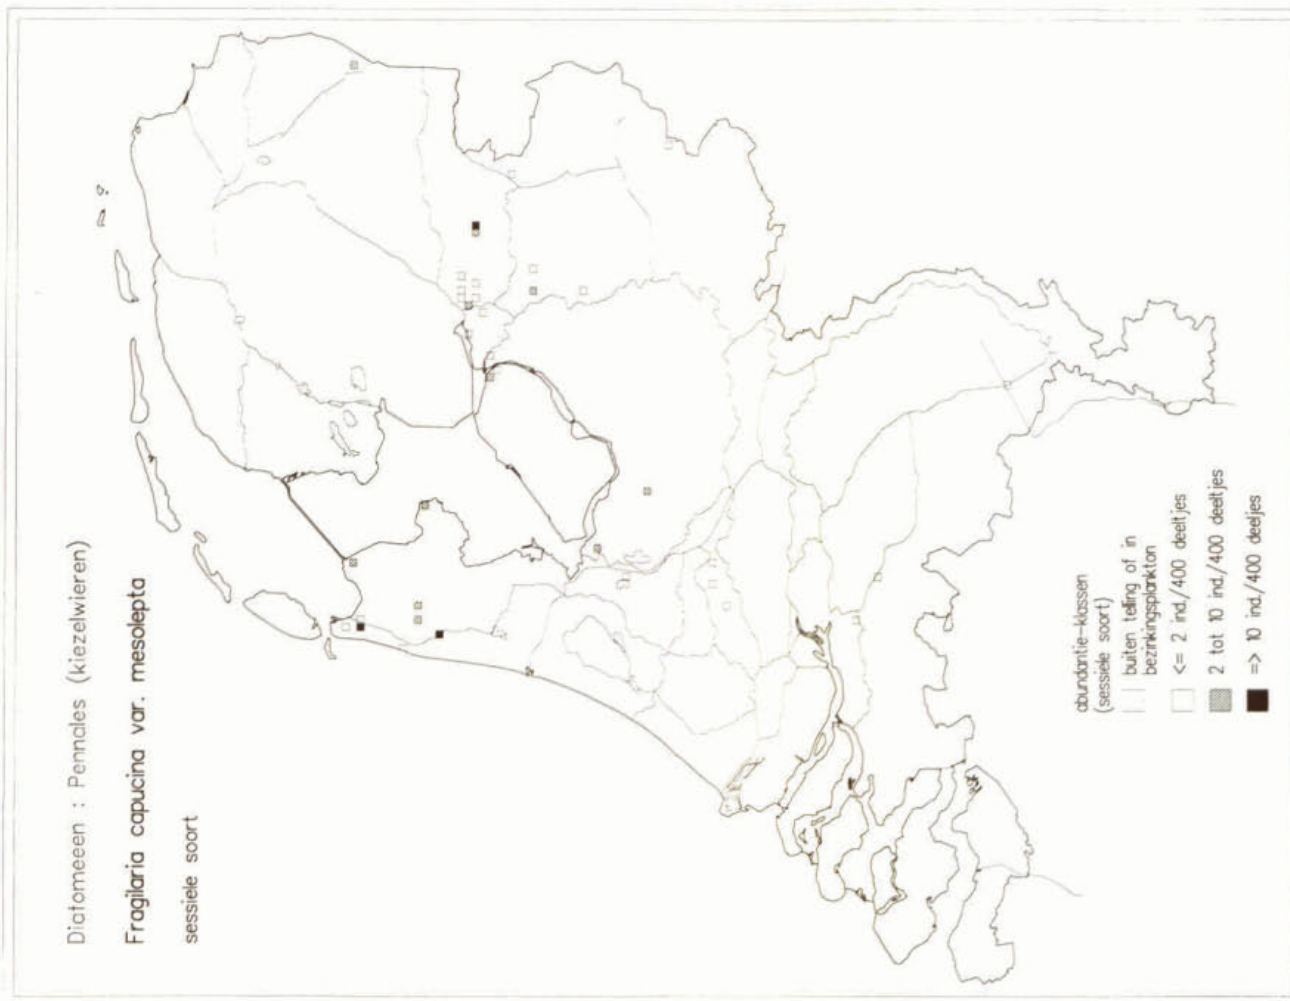 Diatomeeen : Pennales (kiezelwieren)
Fragilaria capucina var. mesolepta
sessiele soort
abundantie-klassen
(sessiele soort)
buiten telling of in
bezinkingsplankton
<= 2 ind./400 deeltjes
2 tot 10 ind./400 deeltjes
=> 10 ind./400 deeltjes